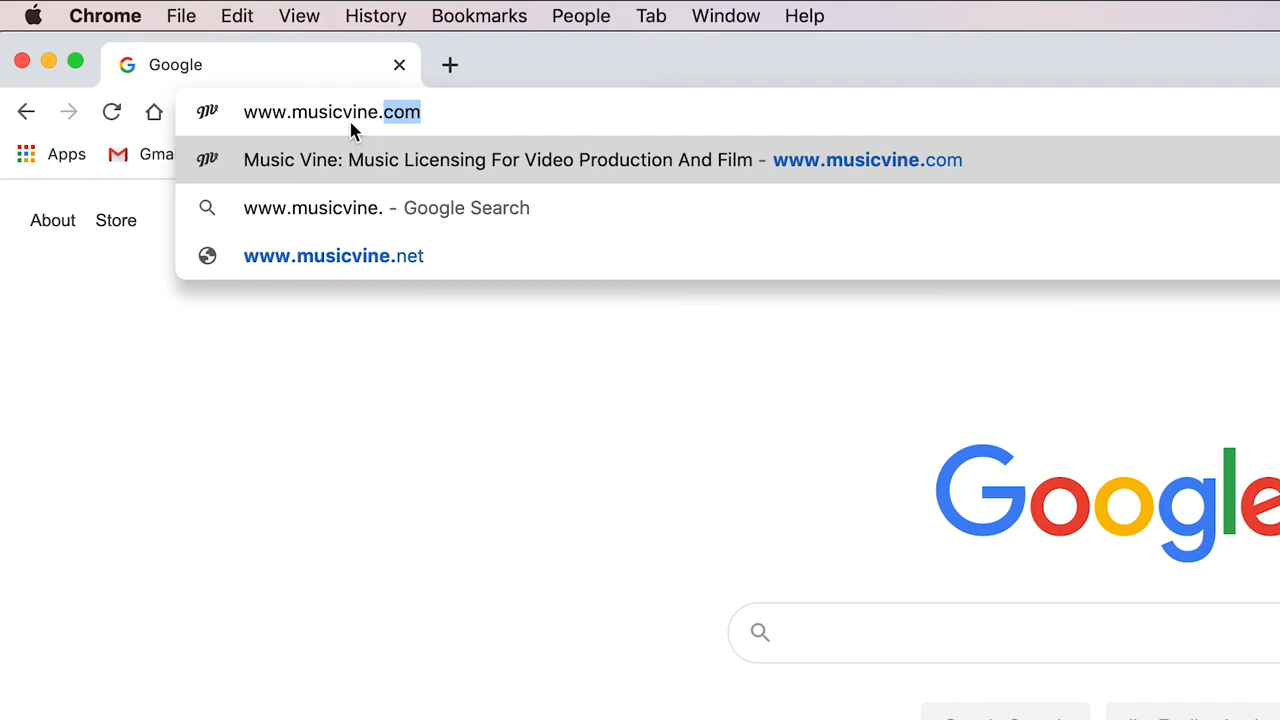 Chrome File Edit View History Bookmarks People Tab Window Help
Google
www.musicvine.com
Apps Gma
Music Vine: Music Licensing For Video Production And Film - www.musicvine.com
www.musicvine. - Google Search
www.musicvine.net
About Store
Google